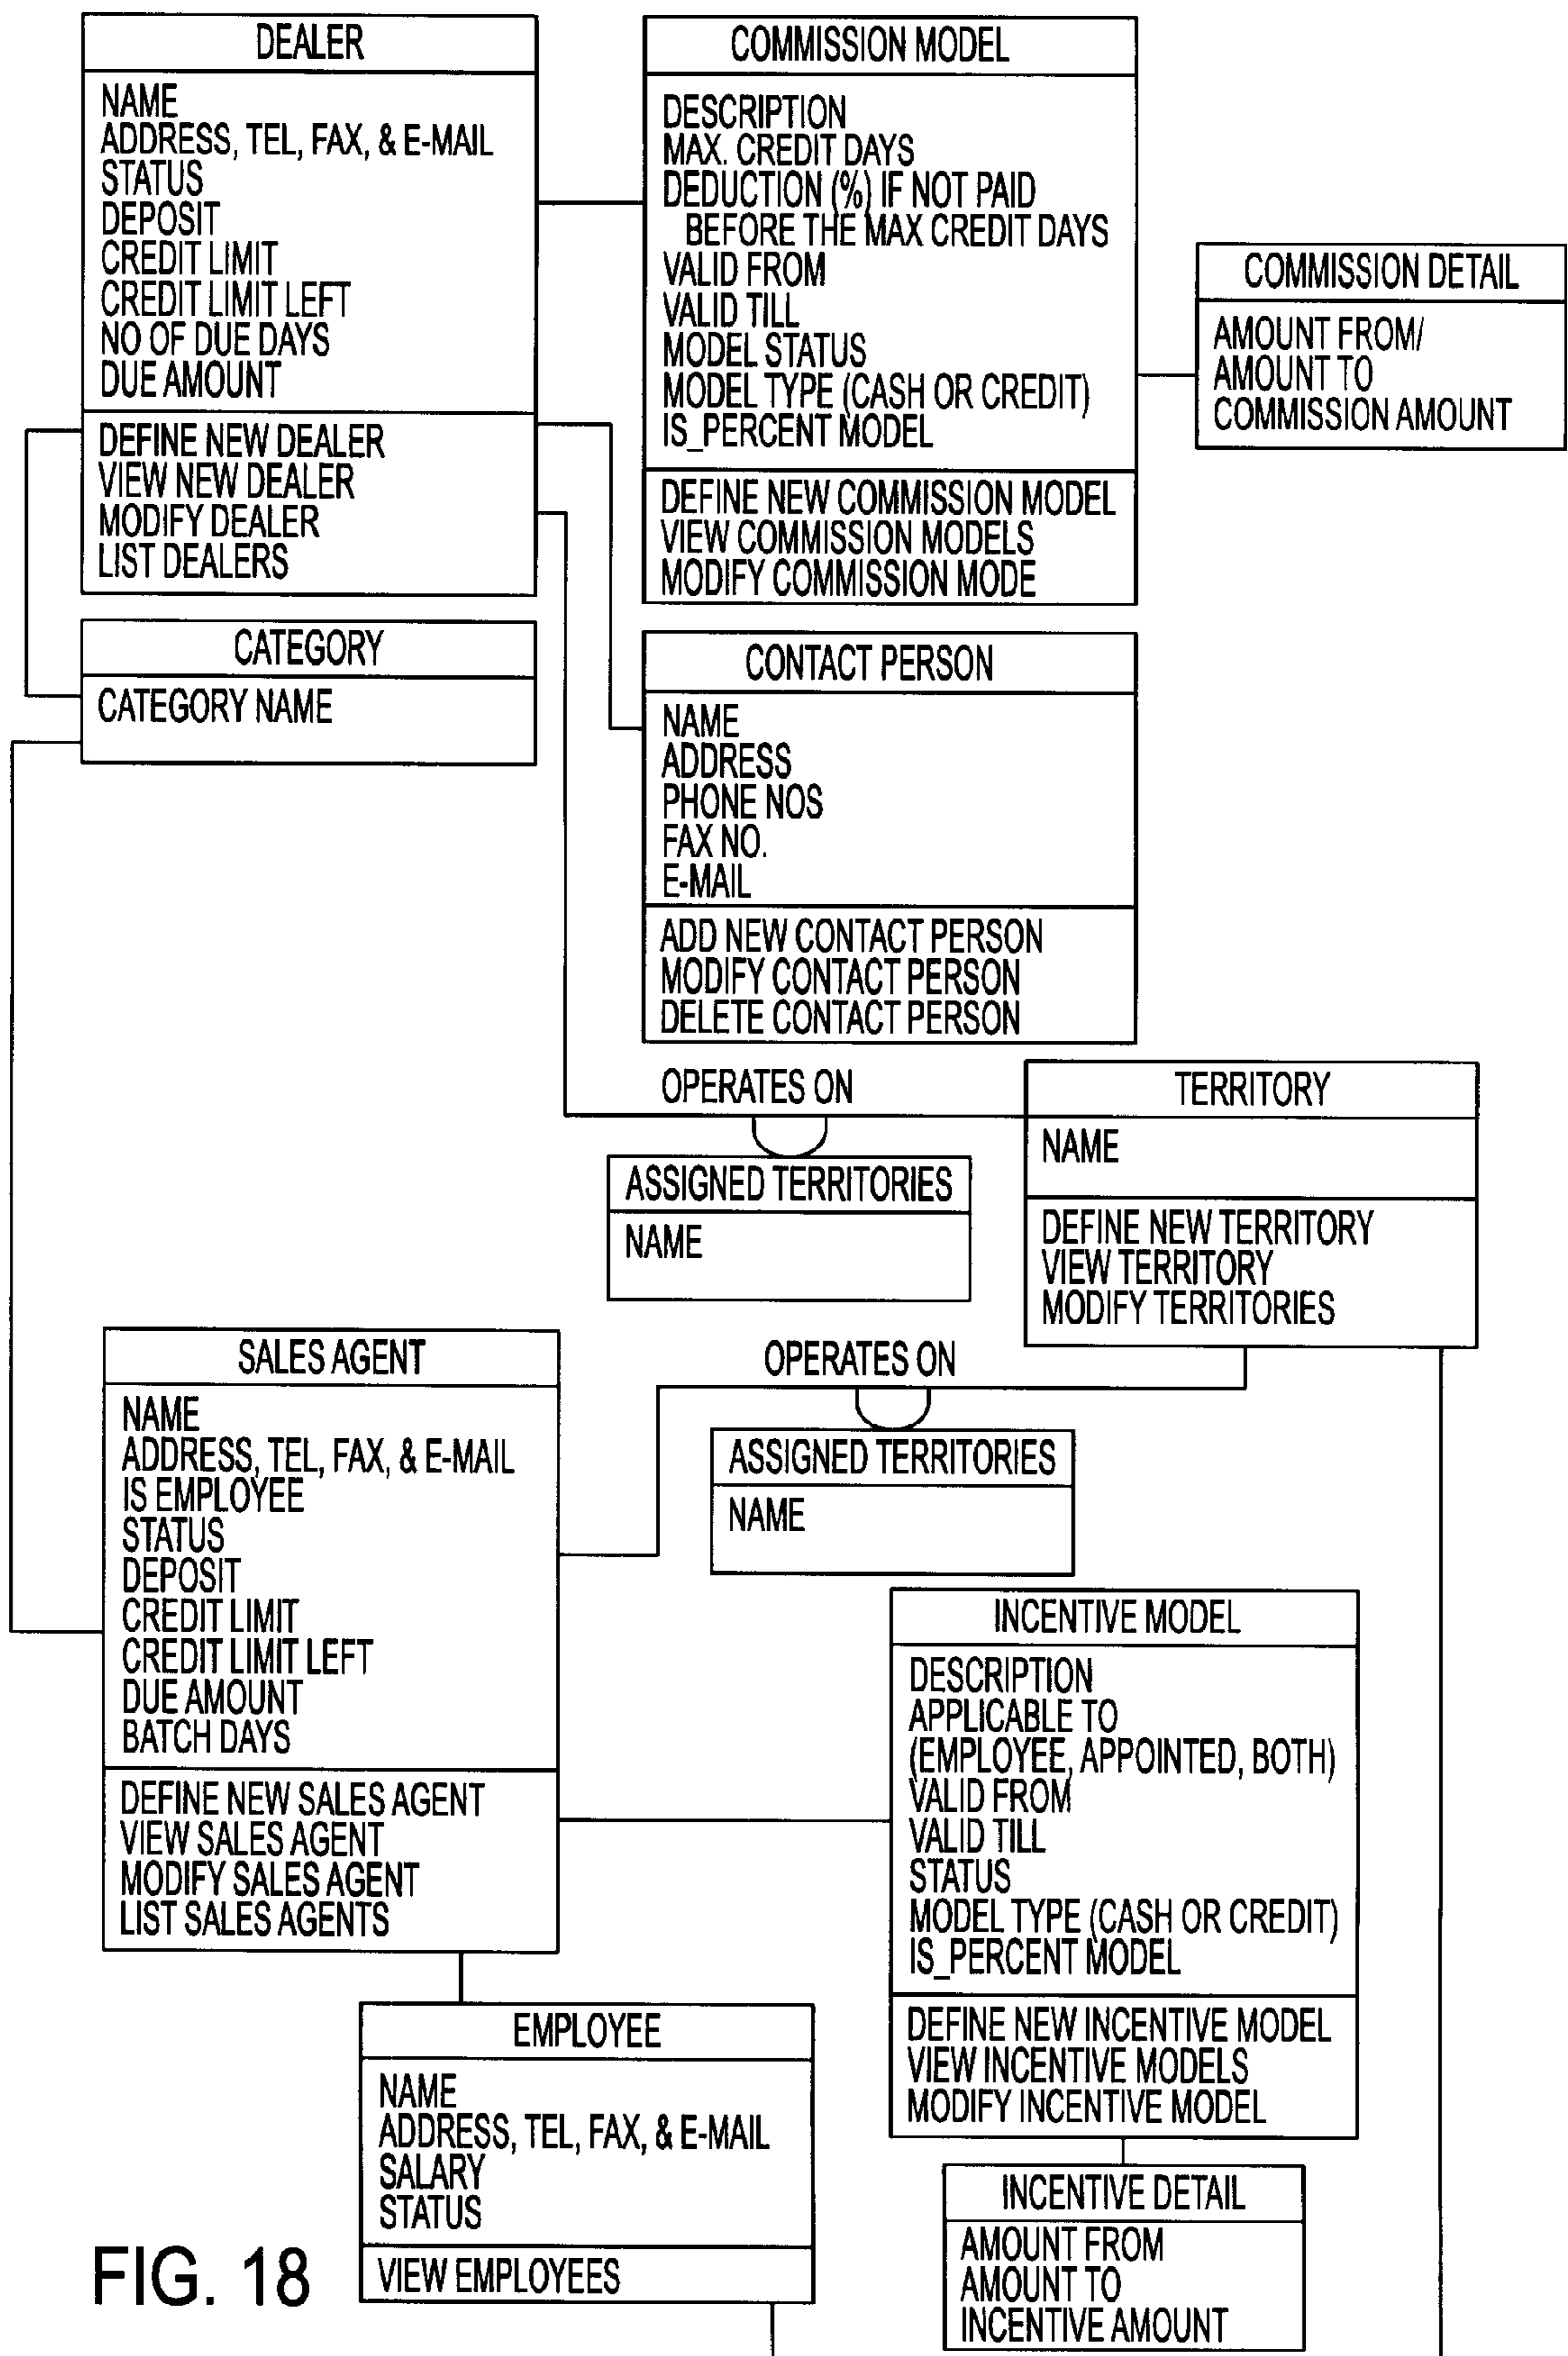 DEALER
NAME
ADDRESS, TEL, FAX, & E-MAIL
STATUS
DEPOSIT
CREDIT LIMIT
CREDIT LIMIT LEFT
NO OF DUE DAYS
DUE AMOUNT
DEFINE NEW DEALER
VIEW NEW DEALER
MODIFY DEALER
LIST DEALERS
COMMISSION MODEL
DESCRIPTION
MAX. CREDIT DAYS
DEDUCTION (%) IF NOT PAID
BEFORE THE MAX CREDIT DAYS
VALID FROM
VALID TILL
MODEL STATUS
MODEL TYPE (CASH OR CREDIT)
IS_PERCENT MODEL
DEFINE NEW COMMISSION MODEL
VIEW COMMISSION MODELS
MODIFY COMMISSION MODE
COMMISSION DETAIL
AMOUNT FROM/
AMOUNT TO
COMMISSION AMOUNT
CATEGORY
CATEGORY NAME
CONTACT PERSON
NAME
ADDRESS
PHONE NOS
FAX NO.
E-MAIL
ADD NEW CONTACT PERSON
MODIFY CONTACT PERSON
DELETE CONTACT PERSON
OPERATES ON
ASSIGNED TERRITORIES
NAME
TERRITORY
NAME
DEFINE NEW TERRITORY
VIEW TERRITORY
MODIFY TERRITORIES
SALES AGENT
NAME
ADDRESS, TEL, FAX, & E-MAIL
IS EMPLOYEE
STATUS
DEPOSIT
CREDIT LIMIT
CREDIT LIMIT LEFT
DUE AMOUNT
BATCH DAYS
DEFINE NEW SALES AGENT
VIEW SALES AGENT
MODIFY SALES AGENT
LIST SALES AGENTS
OPERATES ON
ASSIGNED TERRITORIES
NAME
INCENTIVE MODEL
DESCRIPTION
APPLICABLE TO
(EMPLOYEE, APPOINTED, BOTH)
VALID FROM
VALID TILL
STATUS
MODEL TYPE (CASH OR CREDIT)
IS_PERCENT MODEL
DEFINE NEW INCENTIVE MODEL
VIEW INCENTIVE MODELS
MODIFY INCENTIVE MODEL
EMPLOYEE
NAME
ADDRESS, TEL, FAX, & E-MAIL
SALARY
STATUS
VIEW EMPLOYEES
INCENTIVE DETAIL
AMOUNT FROM
AMOUNT TO
INCENTIVE AMOUNT
FIG. 18